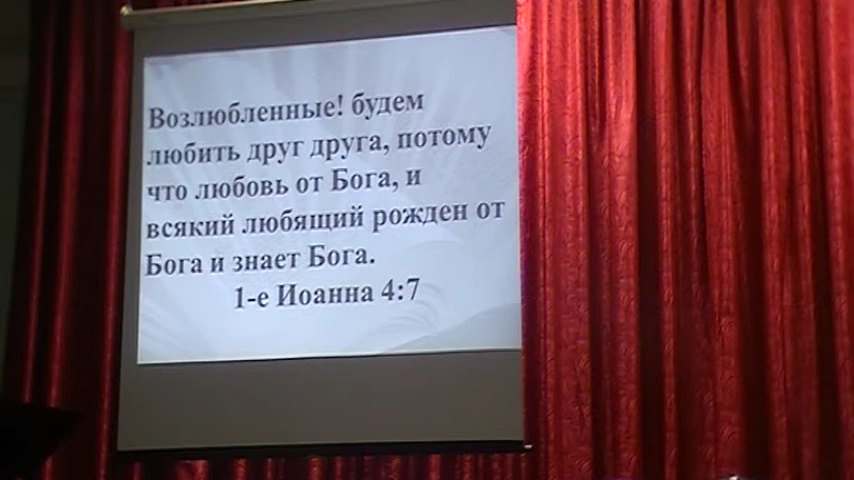 Возлюбленные! будем
любить друг друга, потому
что любовь от Бога, и
всякий любящий рожден от
Бога и знает Бога.
1-е Иоанна 4:7